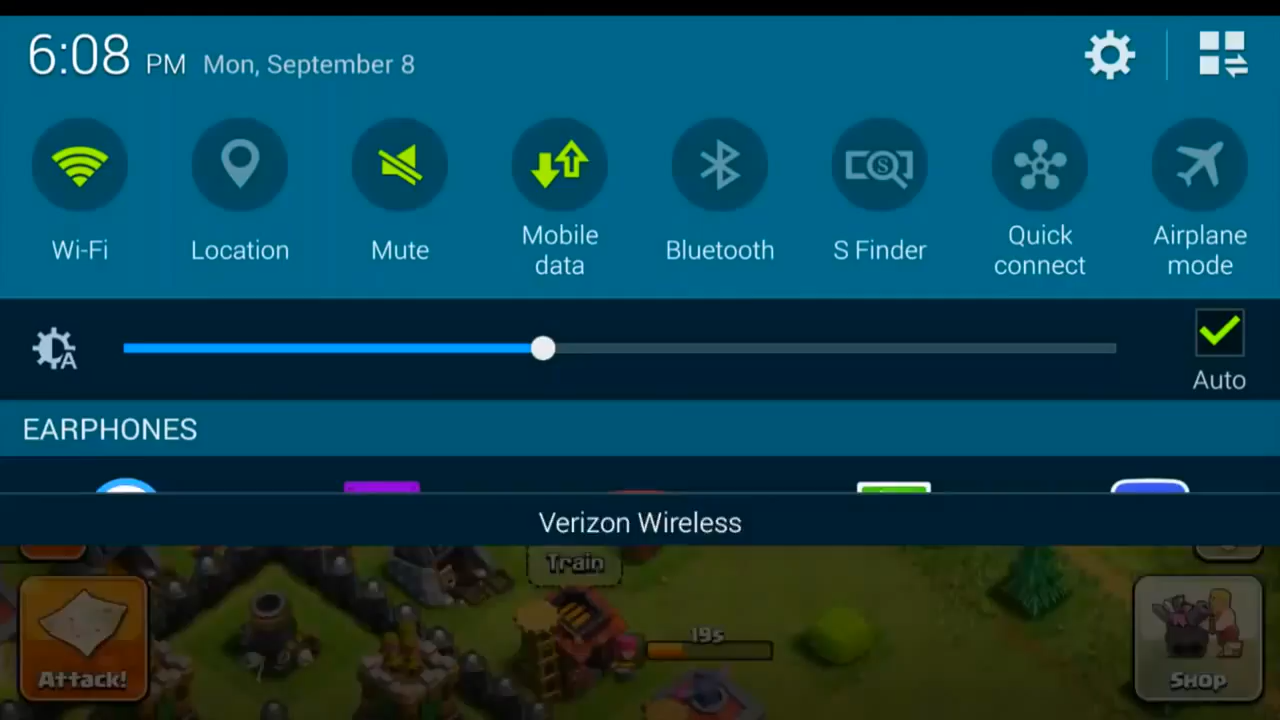 6:08 PM Mon, September 8
Wi-Fi
Location
Mute
Mobile
data
Bluetooth
S Finder
Quick
connect
Airplane
mode
A
Auto
EARPHONES
Verizon Wireless
Train
19s
Attack!
Shop